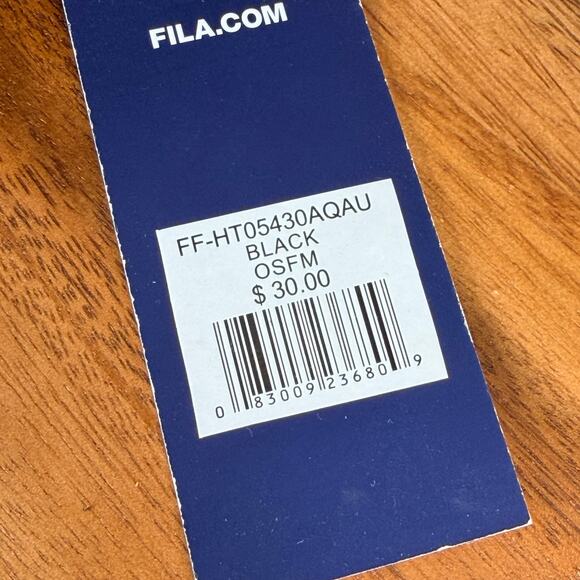 FILA.COM
FF-HT05430AQAU
BLACK
OSFM
$ 30.00
0 83009 23680 9